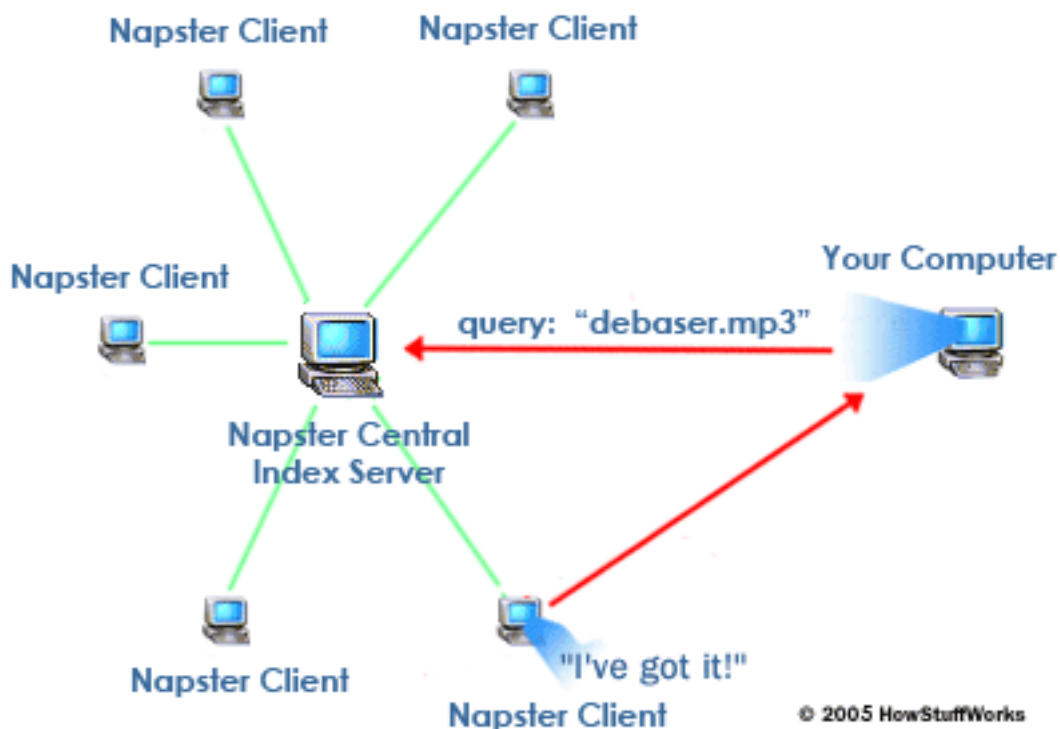 Napster Client
Napster Client
Napster Client
Your Computer
query: “debaser.mp3”
Napster Central
Index Server
Napster Client
"I've got it!"
Napster Client
© 2005 HowStuffWorks